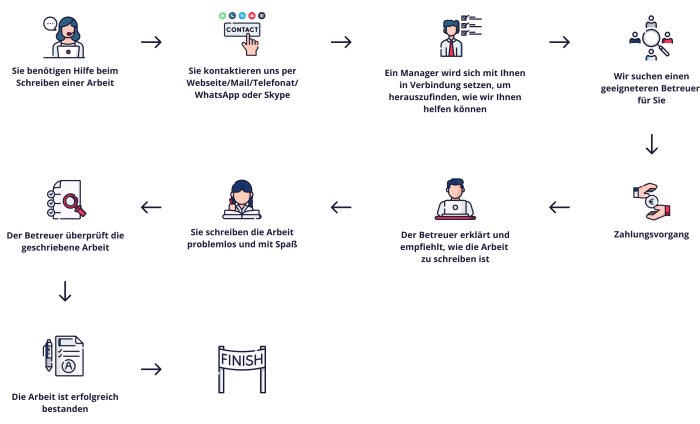 Sie benötigen Hilfe beim
Schreiben einer Arbeit
CONTACT
Sie kontaktieren uns per
Webseite/Mail/Telefonat/
WhatsApp oder Skype
Ein Manager wird sich mit Ihnen
in Verbindung setzen, um
herauszufinden, wie wir Ihnen
helfen können
Wir suchen einen
geeigneteren Betreuer
für Sie
€
Zahlungsvorgang
Der Betreuer erklärt und
empfiehlt, wie die Arbeit
zu schreiben ist
Sie schreiben die Arbeit
problemlos und mit Spaß
Der Betreuer überprüft die
geschriebene Arbeit
A
Die Arbeit ist erfolgreich
bestanden
FINISH